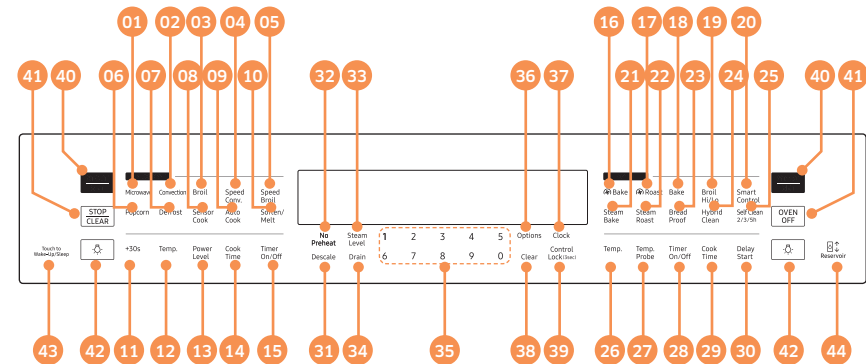 01 02 03 04 05 16 17 18 19 20
41 40 06 07 08 09 10 32 33 36 37 21 22 23 24 25 40 41
Microwave Convection Broil Speed Conv. Speed Broil Bake Roast Bake Broil Hi/Lo Smart Control
STOP CLEAR Popcorn Defrost Sensor Cook Auto Cook Soften/ Melt Steam Bake Steam Roast Bread Proof Hybrid Clean Self Clean 2/3/5h OVEN OFF
No Preheat Steam Level 1 2 3 4 5 Options Clock
Touch to Wake-Up/Sleep +30s Temp. Power Level Cook Time Timer On/Off Descale Drain 6 7 8 9 0 Clear Control Lock(3sec) Temp. Temp. Probe Timer On/Off Cook Time Delay Start Reservoir
43 42 11 12 13 14 15 31 34 35 38 39 26 27 28 29 30 42 44